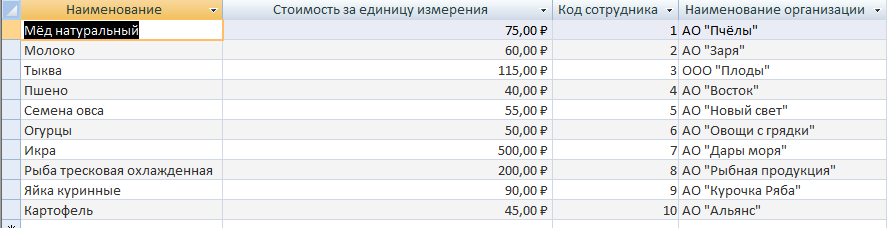 Наименование Стоимость за единицу измерения Код сотрудника Наименование организации
Мёд натуральный 75,00 ₽ 1 АО "Пчёлы"
Молоко 60,00 ₽ 2 АО "Заря"
Тыква 115,00 ₽ 3 ООО "Плоды"
Пшено 40,00 ₽ 4 АО "Восток"
Семена овса 55,00 ₽ 5 АО "Новый свет"
Огурцы 50,00 ₽ 6 АО "Овощи с грядки"
Икра 500,00 ₽ 7 АО "Дары моря"
Рыба тресковая охлажденная 200,00 ₽ 8 АО "Рыбная продукция"
Яйка куринные 90,00 ₽ 9 АО "Курочка Ряба"
Картофель 45,00 ₽ 10 АО "Альянс"